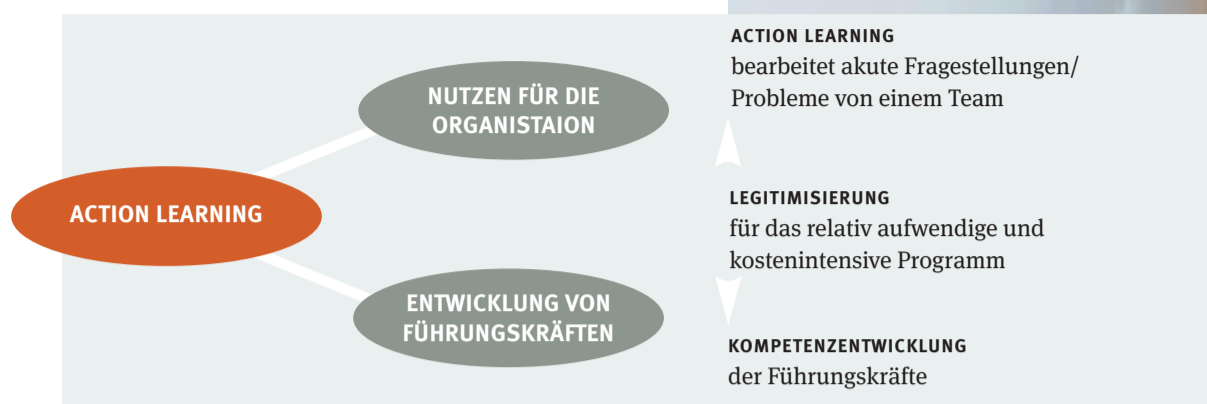 ACTION LEARNING
NUTZEN FÜR DIE
ORGANISTAION
ENTWICKLUNG VON
FÜHRUNGSKRÄFTEN
ACTION LEARNING
bearbeitet akute Fragestellungen/
Probleme von einem Team
LEGITIMISIERUNG
für das relativ aufwendige und
kostenintensive Programm
KOMPETENZENTWICKLUNG
der Führungskräfte